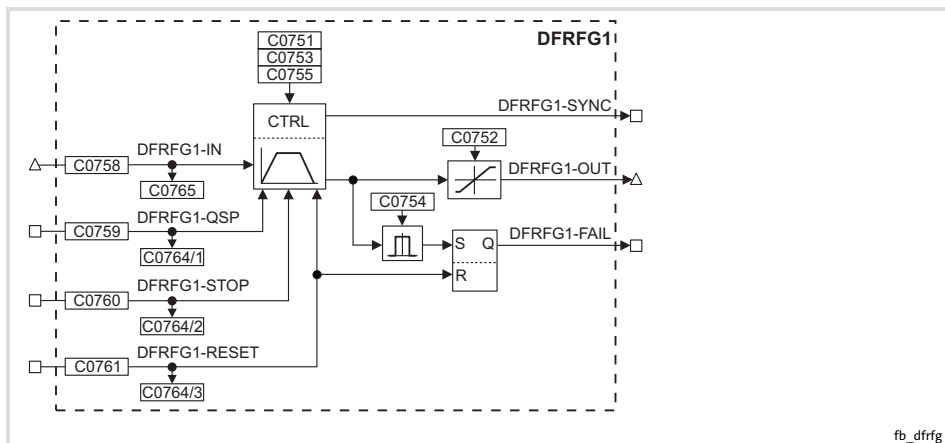 DFRFG1
C0751
C0753
C0755
CTRL
DFRFG1-SYNC
C0752
DFRFG1-IN
C0758
C0765
DFRFG1-OUT
C0754
DFRFG1-QSP
C0759
C0764/1
DFRFG1-FAIL
S Q
R
DFRFG1-STOP
C0760
C0764/2
DFRFG1-RESET
C0761
C0764/3
fb_dfrfg